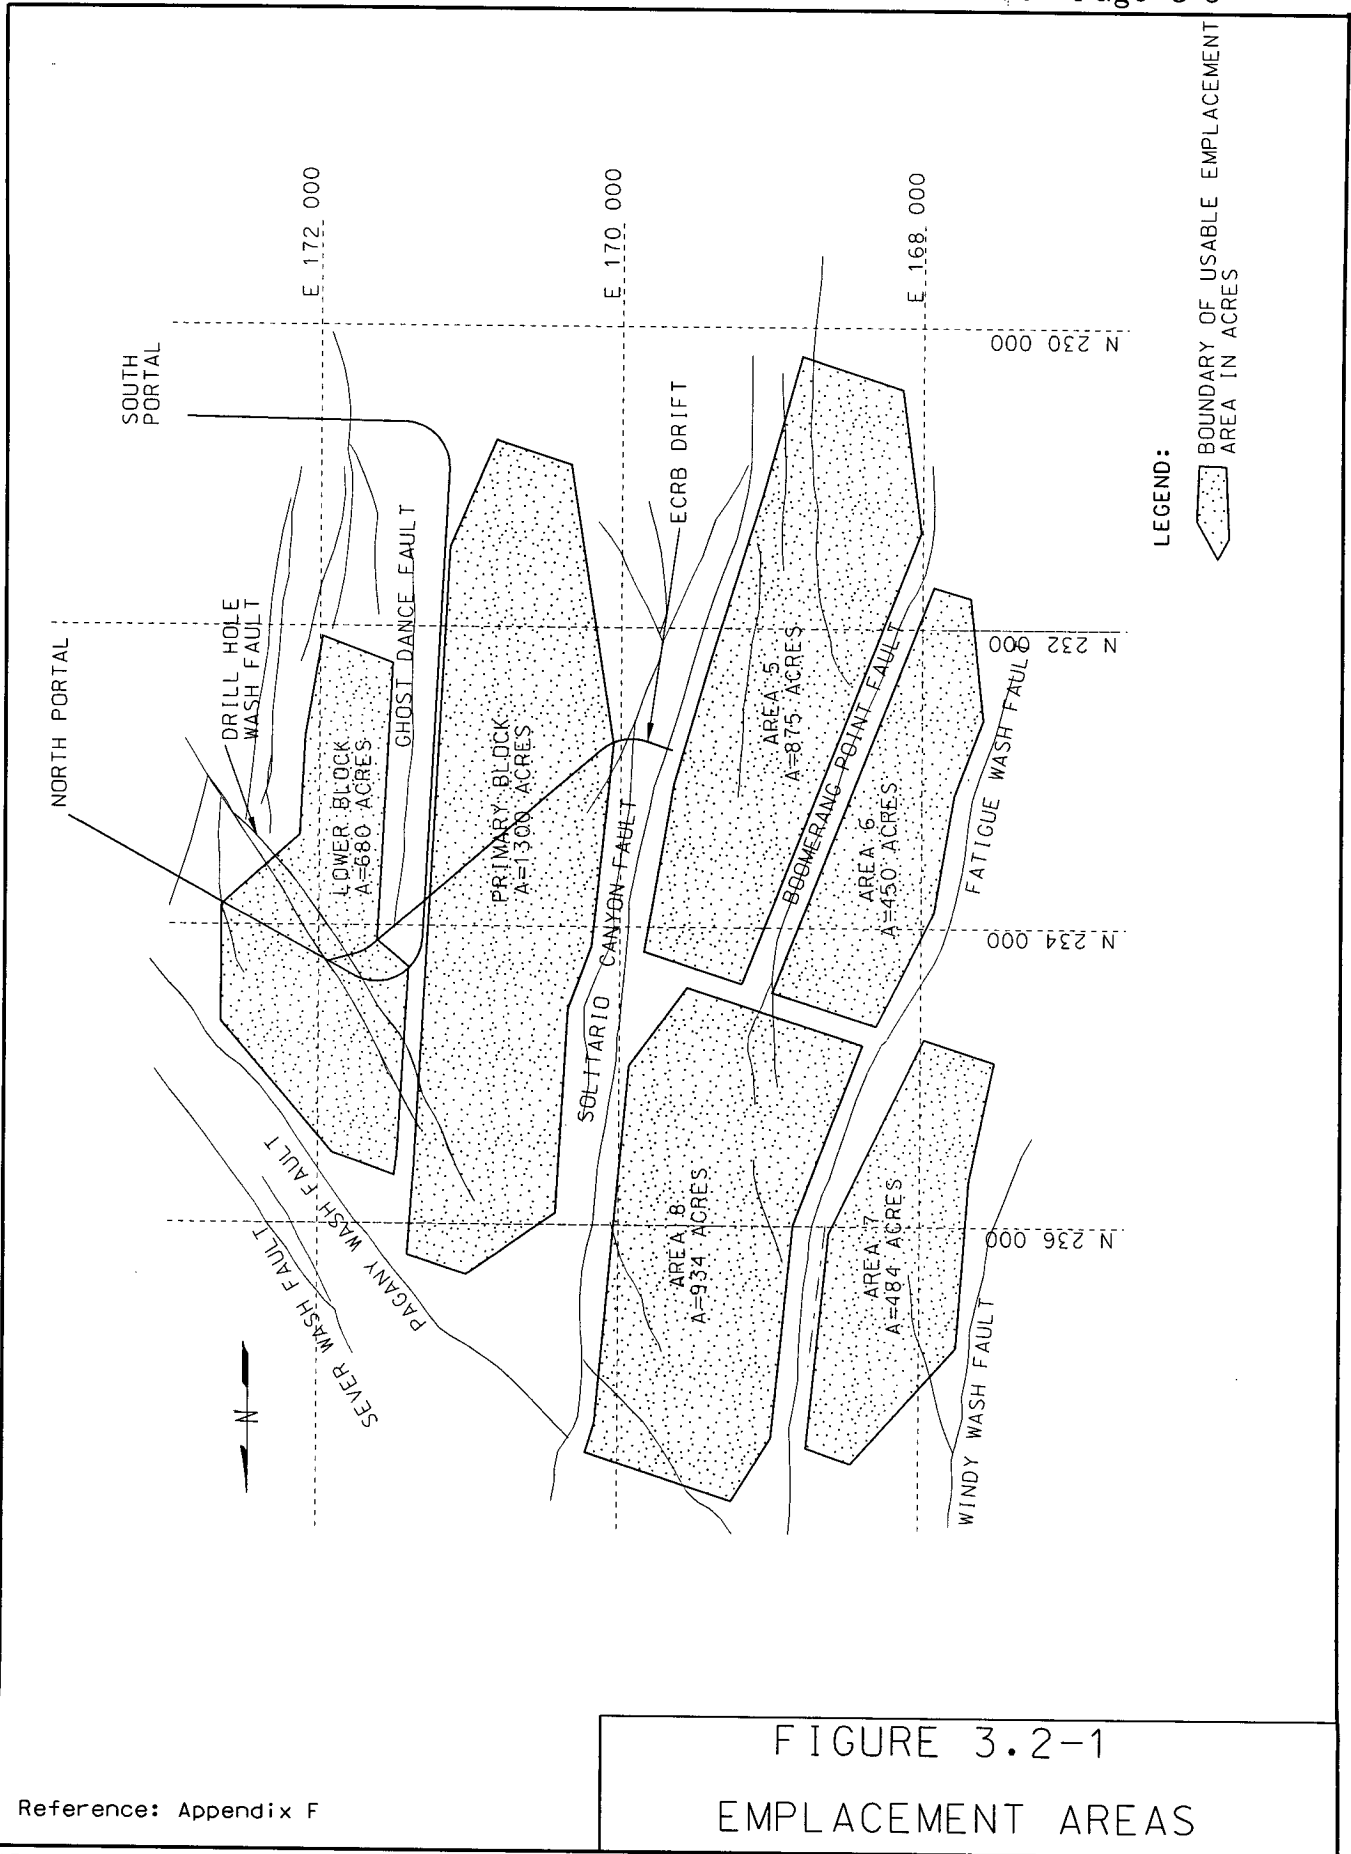 SOUTH
PORTAL
NORTH PORTAL
DRILL HOLE
WASH FAULT
E 172 000
E 170 000
E 168 000
N 230 000
N 232 000
N 234 000
N 236 000
GHOST DANCE FAULT
ECRB DRIFT
LOWER BLOCK
A=680 ACRES
PRIMARY BLOCK
A=1300 ACRES
SOLITARIO CANYON FAULT
AREA 5
A=875 ACRES
BOOMERANG POINT FAULT
AREA 6
A=450 ACRES
FATIGUE WASH FAULT
AREA 8
A=934 ACRES
AREA 7
A=484 ACRES
WINDY WASH FAULT
PAGANY WASH FAULT
SEVER WASH FAULT
N
LEGEND:
BOUNDARY OF USABLE EMPLACEMENT
AREA IN ACRES
Reference: Appendix F
FIGURE 3.2-1
EMPLACEMENT AREAS